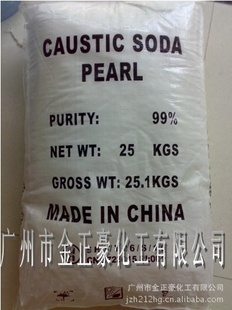 CAUSTIC SODA
PEARL
PURITY: 99%
NET WT: 25 KGS
GROSS WT: 25.1KGS
MADE IN CHINA
广州市金正豪化工有限公司
广州市金正豪化工有限公司
jzh212hg.china.alibaba.com